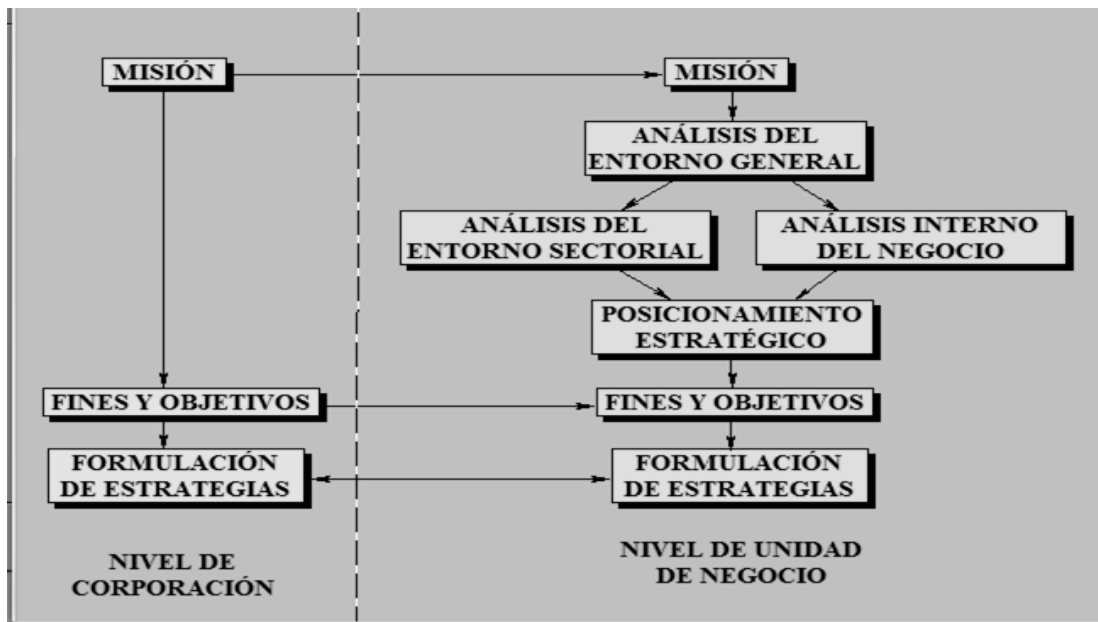 MISIÓN
MISIÓN
ANÁLISIS DEL
ENTORNO GENERAL
ANÁLISIS DEL
ENTORNO SECTORIAL
ANÁLISIS INTERNO
DEL NEGOCIO
POSICIONAMIENTO
ESTRATÉGICO
FINES Y OBJETIVOS
FINES Y OBJETIVOS
FORMULACIÓN
DE ESTRATEGIAS
FORMULACIÓN
DE ESTRATEGIAS
NIVEL DE
CORPORACIÓN
NIVEL DE UNIDAD
DE NEGOCIO